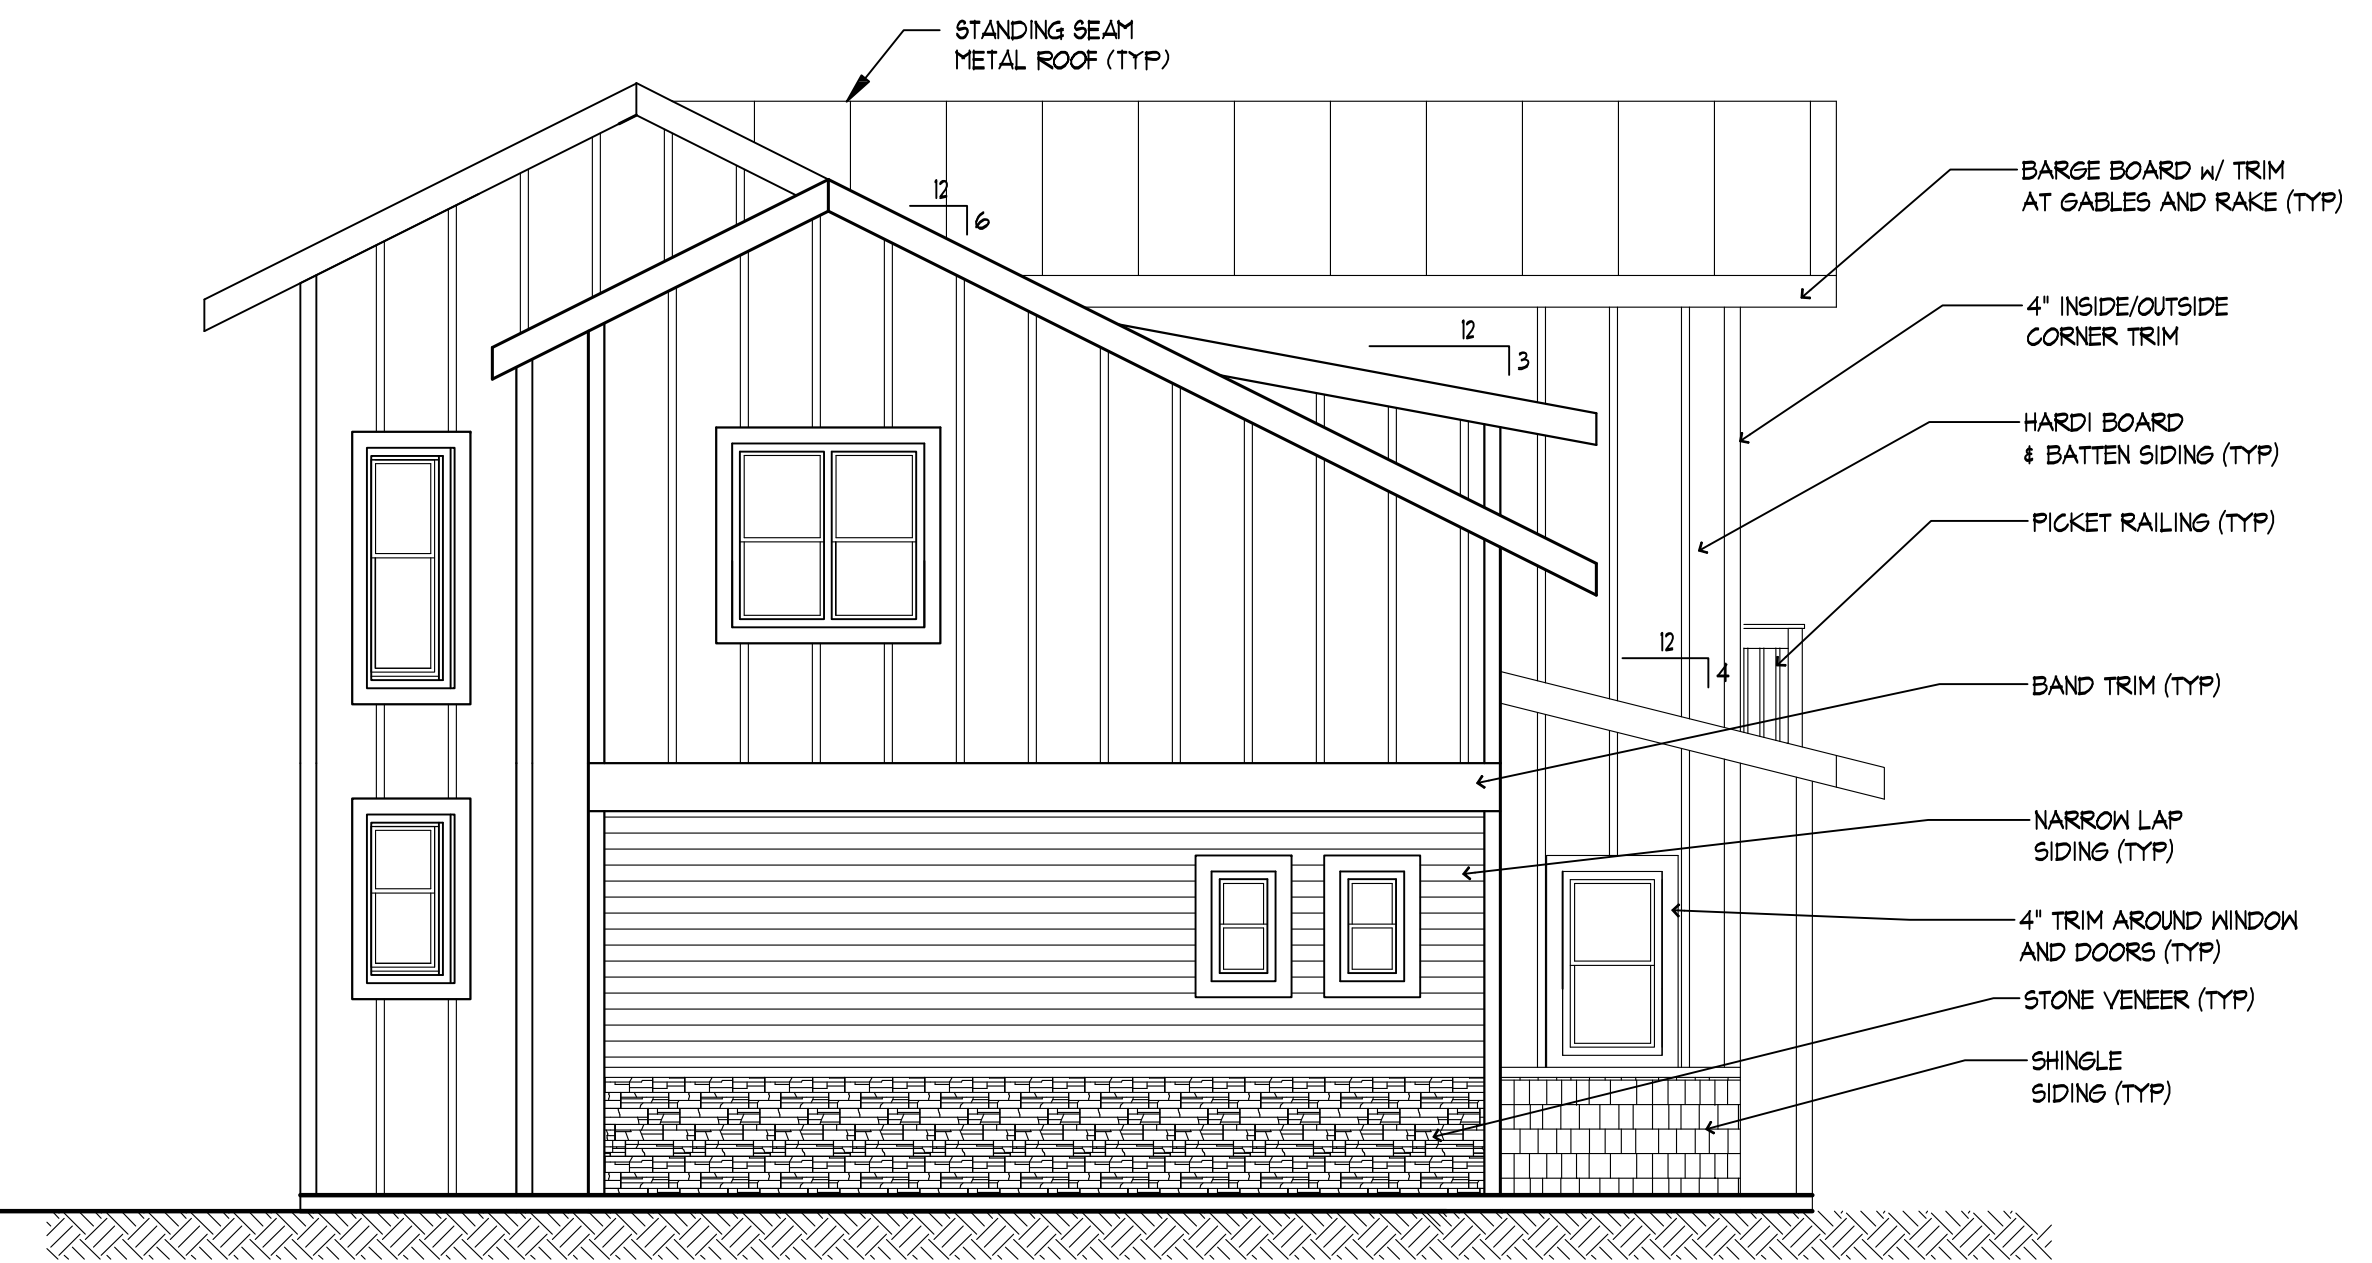 STANDING SEAM
METAL ROOF (TYP)
BARGE BOARD w/ TRIM
AT GABLES AND RAKE (TYP)
12
6
4" INSIDE/OUTSIDE
CORNER TRIM
12
3
HARDI BOARD
& BATTEN SIDING (TYP)
PICKET RAILING (TYP)
12
4
BAND TRIM (TYP)
NARROW LAP
SIDING (TYP)
4" TRIM AROUND WINDOW
AND DOORS (TYP)
STONE VENEER (TYP)
SHINGLE
SIDING (TYP)